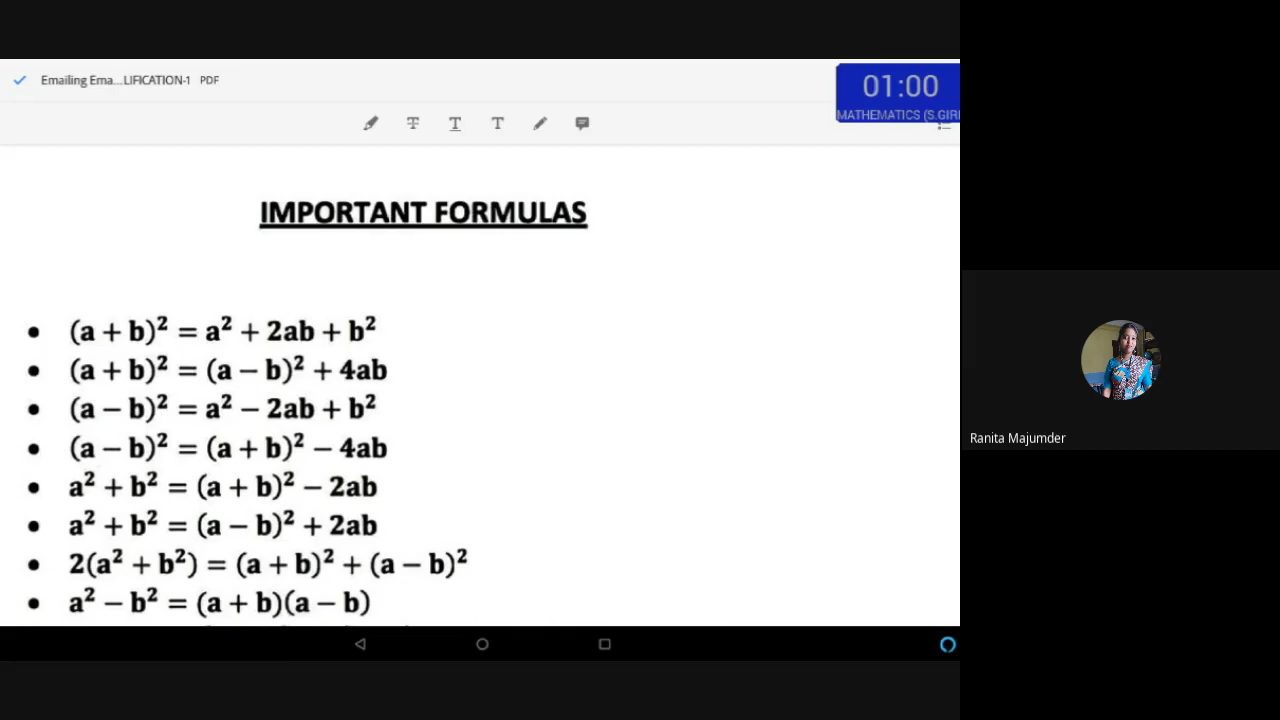 Emailing Ema...LIFICATION-1 PDF
01:00
MATHEMATICS (S.GIRI
IMPORTANT FORMULAS
• (a + b)² = a² + 2ab + b²
• (a + b)² = (a − b)² + 4ab
• (a − b)² = a² − 2ab + b²
• (a − b)² = (a + b)² − 4ab
• a² + b² = (a + b)² − 2ab
• a² + b² = (a − b)² + 2ab
• 2(a² + b²) = (a + b)² + (a − b)²
• a² − b² = (a + b)(a − b)
Ranita Majumder